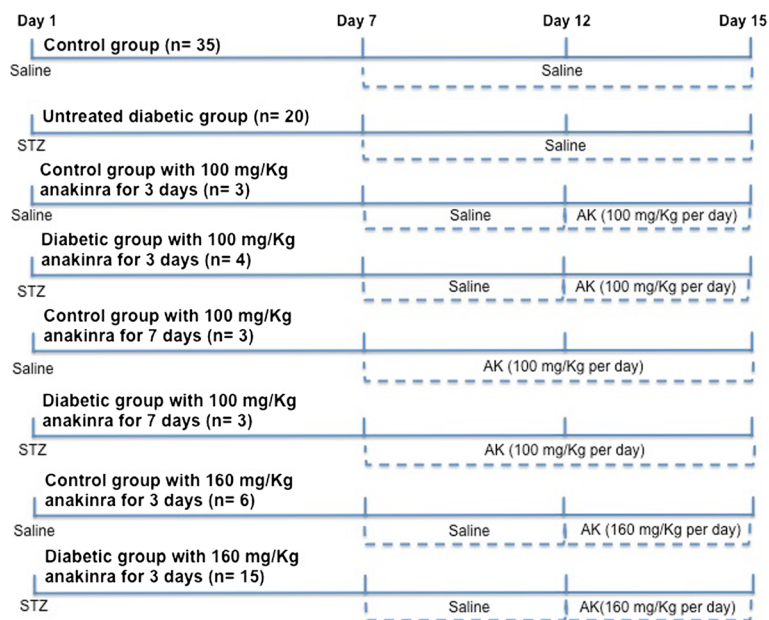 Day 1 Day 7 Day 12 Day 15
Control group (n= 35)
Saline Saline
Untreated diabetic group (n= 20)
STZ Saline
Control group with 100 mg/Kg
anakinra for 3 days (n= 3)
Saline Saline AK (100 mg/Kg per day)
Diabetic group with 100 mg/Kg
anakinra for 3 days (n= 4)
STZ Saline AK (100 mg/Kg per day)
Control group with 100 mg/Kg
anakinra for 7 days (n= 3)
Saline AK (100 mg/Kg per day)
Diabetic group with 100 mg/Kg
anakinra for 7 days (n= 3)
STZ AK (100 mg/Kg per day)
Control group with 160 mg/Kg
anakinra for 3 days (n= 6)
Saline Saline AK (160 mg/Kg per day)
Diabetic group with 160 mg/Kg
anakinra for 3 days (n= 15)
STZ Saline AK(160 mg/Kg per day)